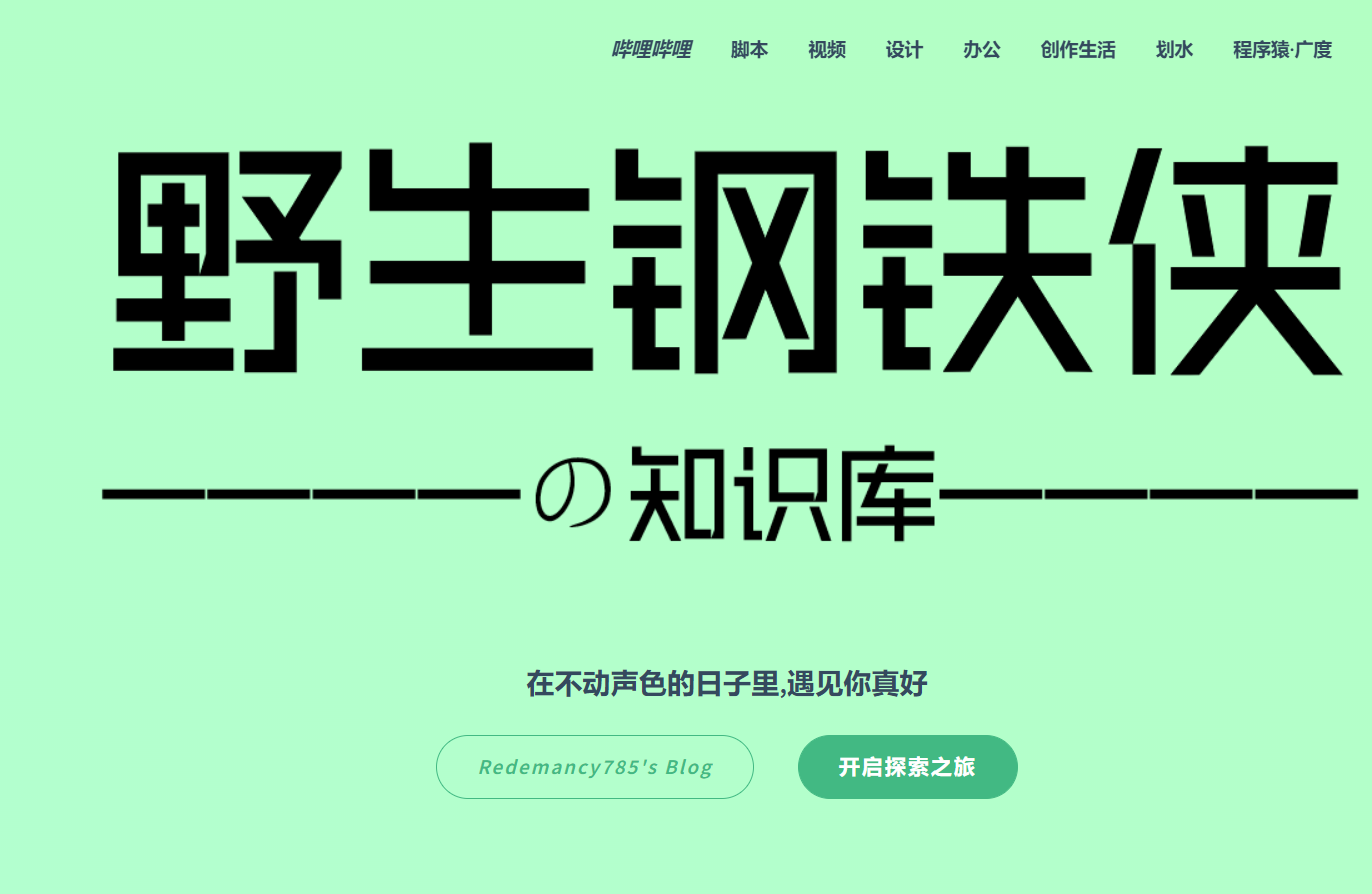 哔哩哔哩 脚本 视频 设计 办公 创作生活 划水 程序猿·广度
野生钢铁侠
————の知识库————
在不动声色的日子里,遇见你真好
Redemancy785's Blog 开启探索之旅